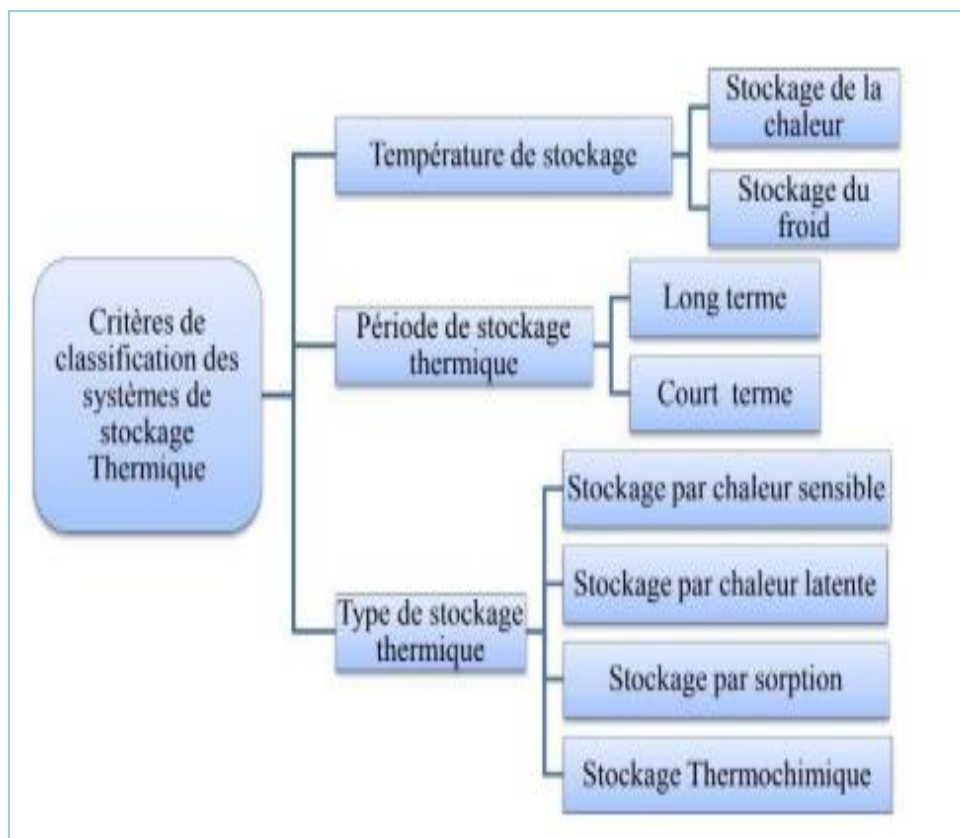 Critères de
classification des
systèmes de
stockage
Thermique
Température de stockage
Stockage de la
chaleur
Stockage du
froid
Période de stockage
thermique
Long terme
Court terme
Type de stockage
thermique
Stockage par chaleur sensible
Stockage par chaleur latente
Stockage par sorption
Stockage Thermochimique